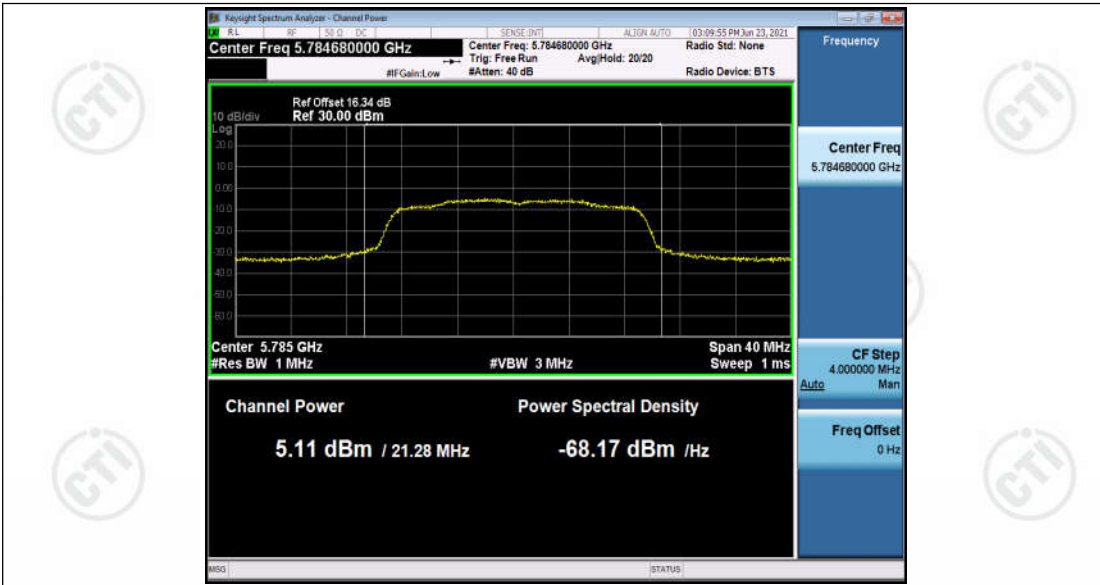 Keysight Spectrum Analyzer - Channel Power
RL RF 50 Ω DC SENSE:INT ALIGN AUTO 03:09:55 PM Jun 23, 2021
Center Freq 5.784680000 GHz
Center Freq: 5.784680000 GHz
Radio Std: None
Trig: Free Run Avg|Hold: 20/20
#IFGain:Low
#Atten: 40 dB
Radio Device: BTS
Ref Offset 16.34 dB
10 dB/div Ref 30.00 dBm
Log
20.0
10.0
0.00
-10.0
-20.0
-30.0
-40.0
-50.0
-60.0
Center 5.785 GHz Span 40 MHz
#Res BW 1 MHz #VBW 3 MHz Sweep 1 ms
Channel Power Power Spectral Density
5.11 dBm / 21.28 MHz -68.17 dBm /Hz
MSG STATUS
Frequency
Center Freq
5.784680000 GHz
CF Step
4.000000 MHz
Auto Man
Freq Offset
0 Hz
CTI
CTI
CTI
CTI